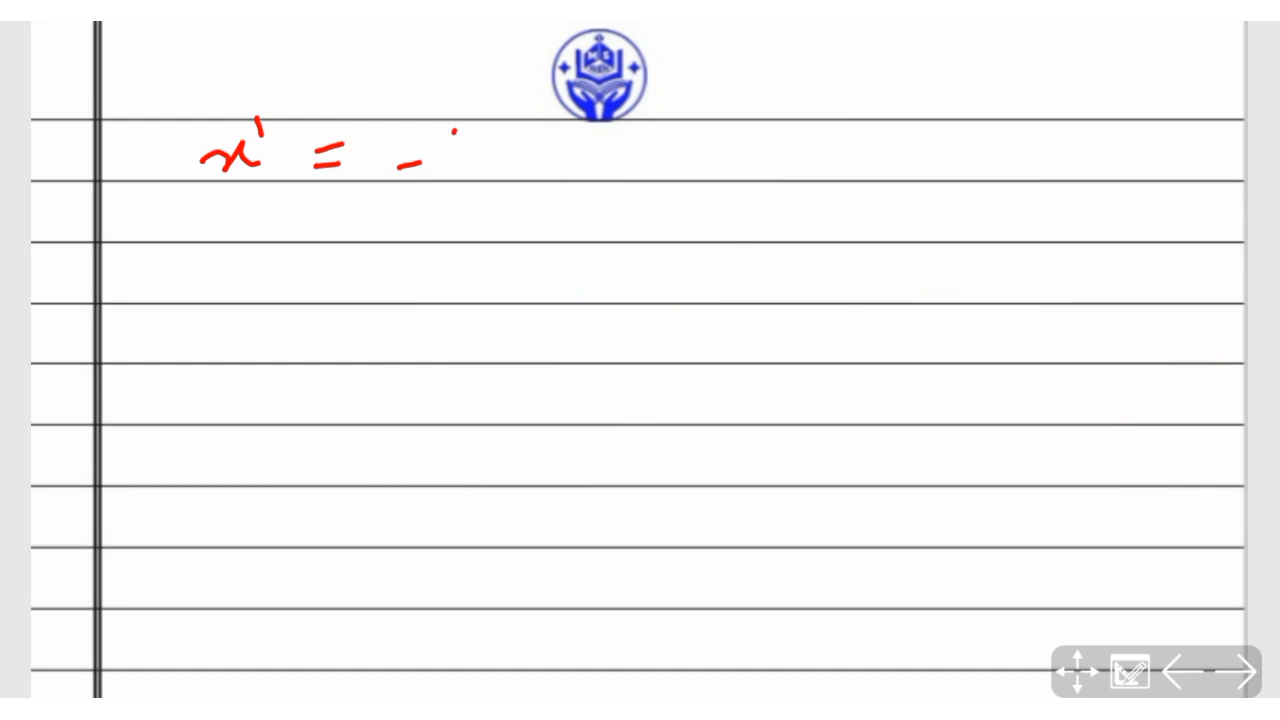 x' = -